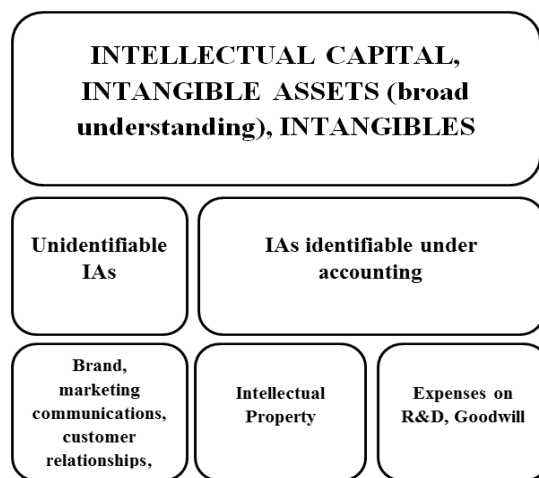 INTELLECTUAL CAPITAL,
INTANGIBLE ASSETS (broad
understanding), INTANGIBLES
Unidentifiable
IAs
IAs identifiable under
accounting
Brand,
marketing
communications,
customer
relationships,
Intellectual
Property
Expenses on
R&D, Goodwill